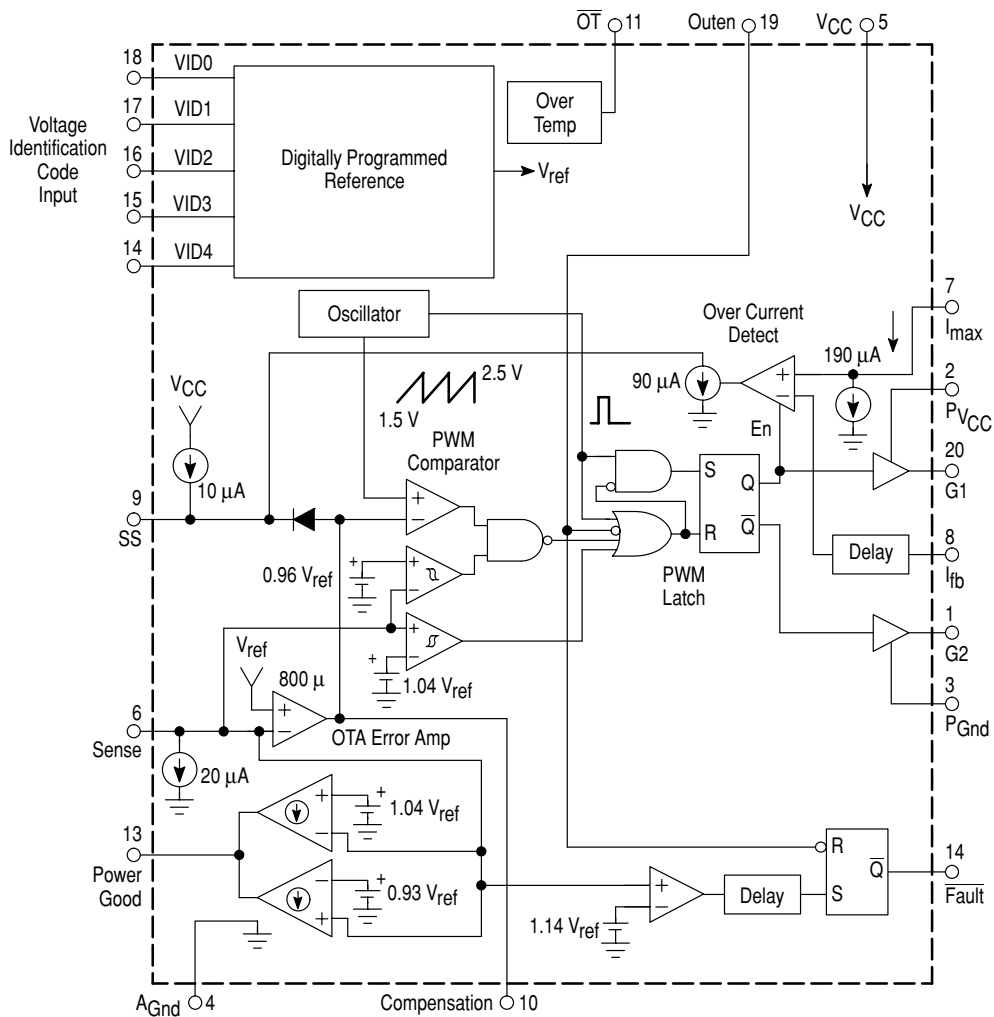 OT 11
Outen 19
VCC 5
18 VID0
17 VID1
16 VID2
15 VID3
14 VID4
Voltage
Identification
Code
Input
Digitally Programmed
Reference
Vref
Over
Temp
VCC
Oscillator
Over Current
Detect
7
Imax
190 µA
90 µA
2
PVCC
VCC
1.5 V
2.5 V
PWM
Comparator
En
20
G1
10 µA
9
SS
+
−
S
Q
R
Q
+
−
+
0.96 Vref
+
−
PWM
Latch
Delay
8
Ifb
+
−
+
1.04 Vref
1
G2
Vref
800 µ
+
−
OTA Error Amp
3
PGnd
6
Sense
20 µA
+
−
+
1.04 Vref
13
Power
Good
−
+
+
0.93 Vref
+
−
1.14 Vref
Delay
R
S
Q
14
Fault
AGnd 4
Compensation 10